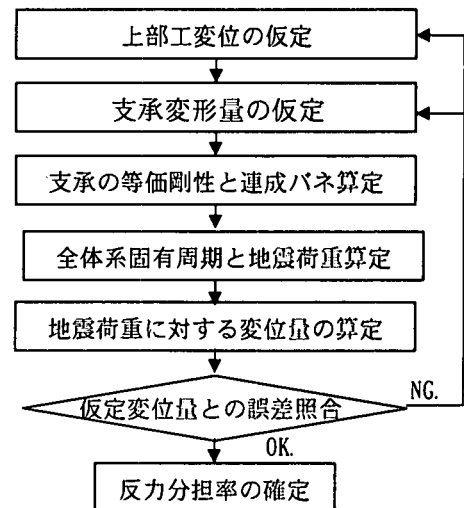 上部工変位の仮定
支承変形量の仮定
支承の等価剛性と連成バネ算定
全体系固有周期と地震荷重算定
地震荷重に対する変位量の算定
仮定変位量との誤差照合
NG.
OK.
反力分担率の確定